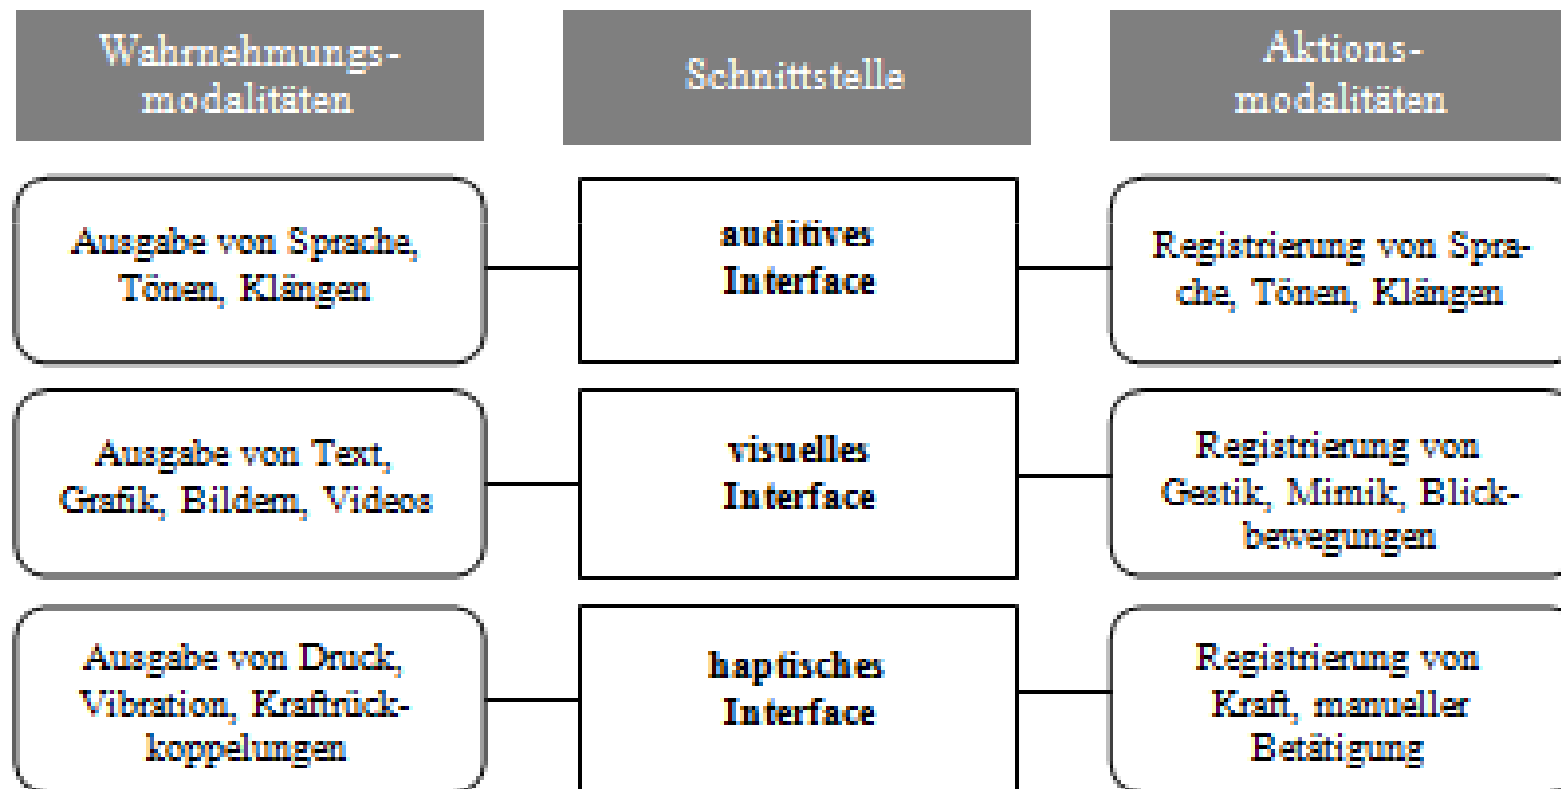 Wahrnehmungs-
modalitäten
Schnittstelle
Aktions-
modalitäten
Ausgabe von Sprache,
Tönen, Klängen
auditives
Interface
Registrierung von Spra-
che, Tönen, Klängen
Ausgabe von Text,
Grafik, Bildern, Videos
visuelles
Interface
Registrierung von
Gestik, Mimik, Blick-
bewegungen
Ausgabe von Druck,
Vibration, Kraftrück-
koppelungen
haptisches
Interface
Registrierung von
Kraft, manueller
Betätigung